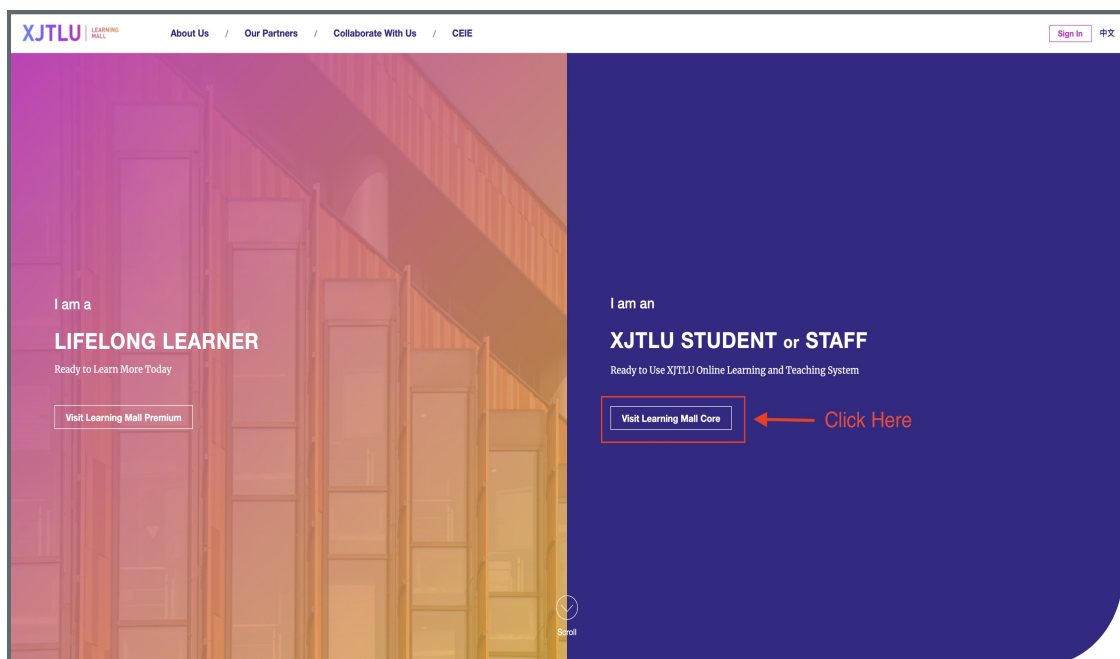 XJTLU LEARNING MALL
About Us / Our Partners / Collaborate With Us / CEIE
Sign In 中文
I am a
LIFELONG LEARNER
Ready to Learn More Today
Visit Learning Mall Premium
I am an
XJTLU STUDENT or STAFF
Ready to Use XJTLU Online Learning and Teaching System
Visit Learning Mall Core Click Here
Scroll